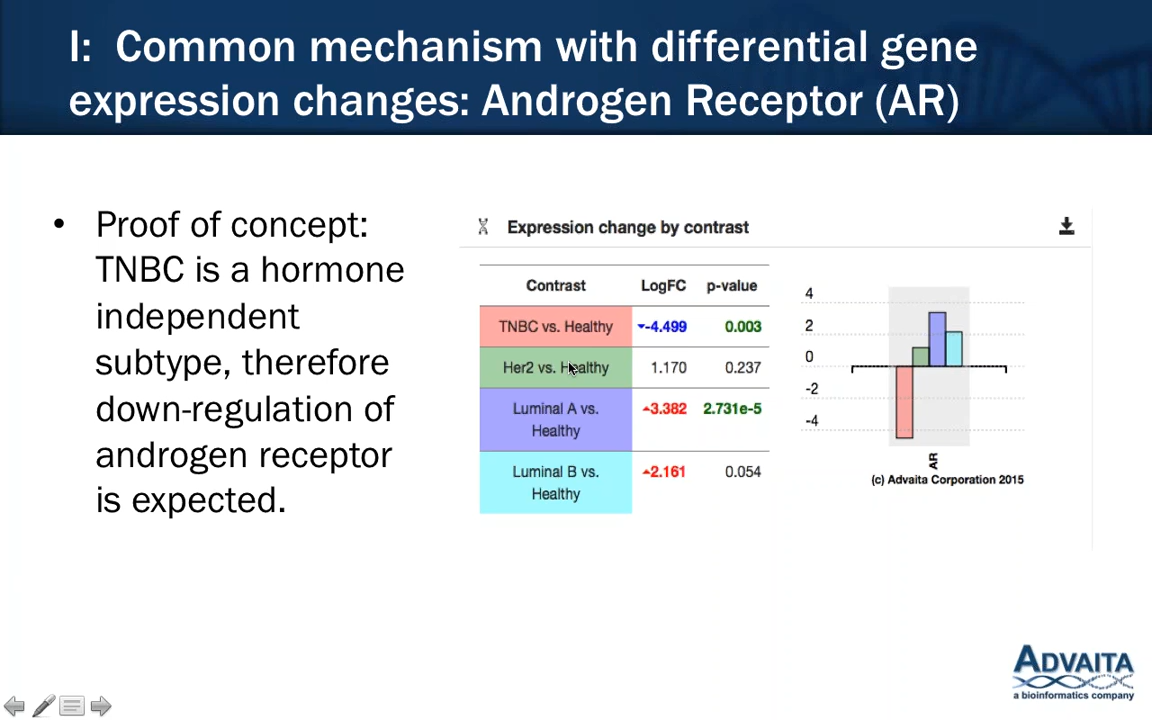 I: Common mechanism with differential gene
expression changes: Androgen Receptor (AR)
• Proof of concept:
TNBC is a hormone
independent
subtype, therefore
down-regulation of
androgen receptor
is expected.
Expression change by contrast
Contrast LogFC p-value
TNBC vs. Healthy -4.499 0.003
Her2 vs. Healthy 1.170 0.237
Luminal A vs. 3.382 2.731e-5
Healthy
Luminal B vs. 2.161 0.054
Healthy
4
2
0
-2
-4
AR
(c) Advaita Corporation 2015
ADVAITA
a bioinformatics company